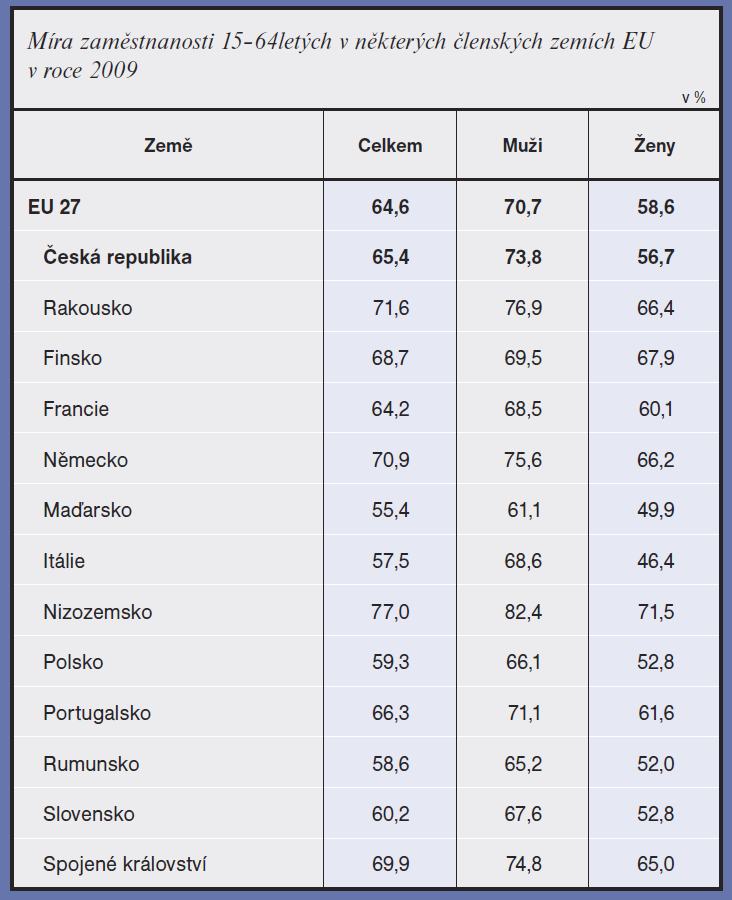 Míra zaměstnanosti 15–64letých v některých členských zemích EU
v roce 2009
v %
Země Celkem Muži Ženy
EU 27 64,6 70,7 58,6
Česká republika 65,4 73,8 56,7
Rakousko 71,6 76,9 66,4
Finsko 68,7 69,5 67,9
Francie 64,2 68,5 60,1
Německo 70,9 75,6 66,2
Maďarsko 55,4 61,1 49,9
Itálie 57,5 68,6 46,4
Nizozemsko 77,0 82,4 71,5
Polsko 59,3 66,1 52,8
Portugalsko 66,3 71,1 61,6
Rumunsko 58,6 65,2 52,0
Slovensko 60,2 67,6 52,8
Spojené království 69,9 74,8 65,0